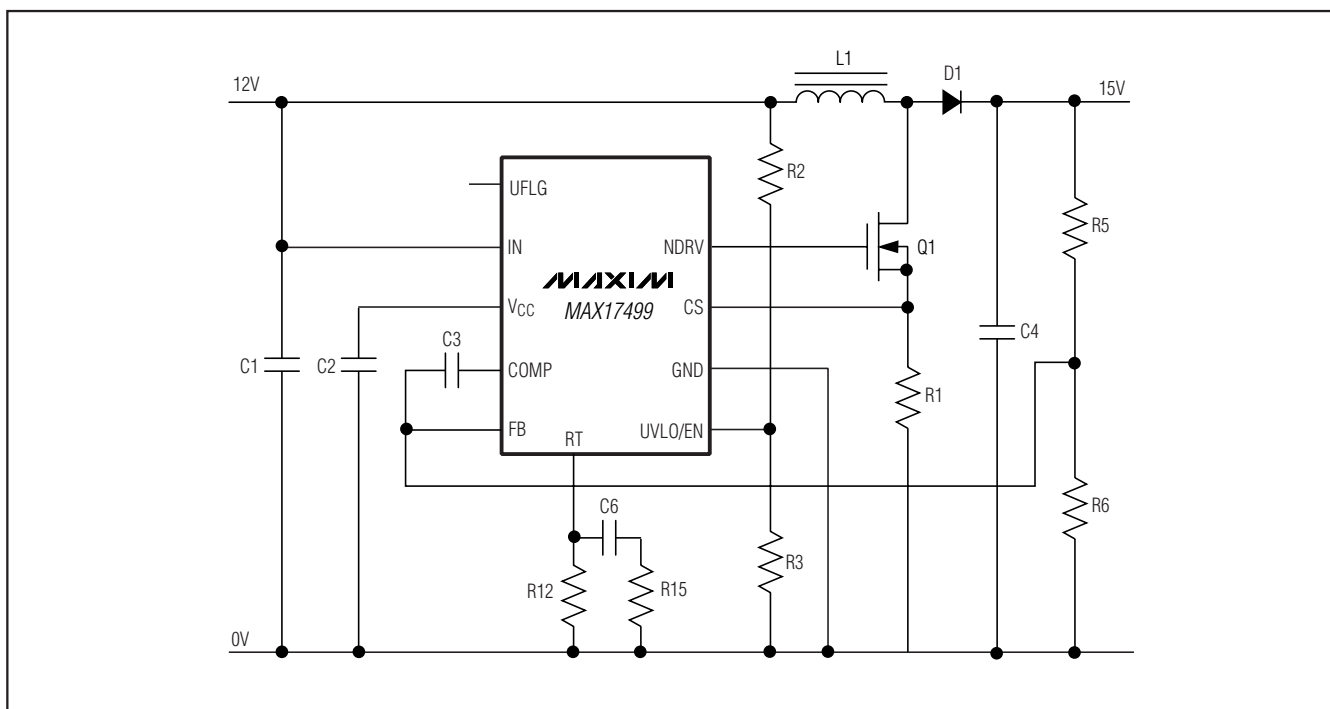 L1
D1
12V
15V
R2
UFLG
R5
IN
NDRV
Q1
MAXIM
MAX17499
VCC
CS
C4
C3
C1
C2
COMP
GND
R1
FB
UVLO/EN
RT
C6
R6
R3
R12
R15
0V